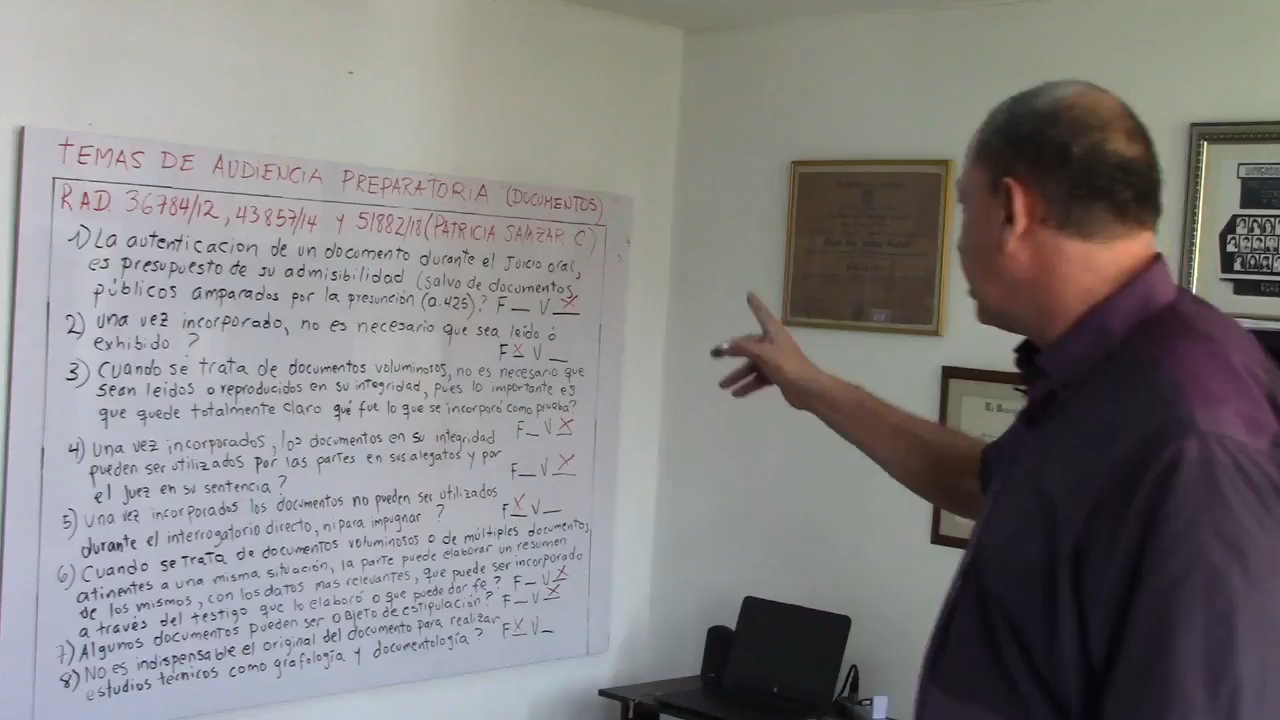 TEMAS DE AUDIENCIA PREPARATORIA (DOCUMENTOS)
RAD. 36784/12, 43857/14 Y 51882/18 (PATRICIA SALAZAR C)
1) La autenticacion de un documento durante el Juicio oral,
es presupuesto de su admisibilidad (salvo de documentos
públicos amparados por la presunción (a.425)? F__ V X
2) Una vez incorporado, no es necesario que sea leído ó
exhibido ? F X V __
3) Cuando se trata de documentos voluminosos, no es necesario que
sean leídos o reproducidos en su integridad, pues lo importante es
que quede totalmente claro qué fue lo que se incorporó como prueba?
F__ V X
4) Una vez incorporados, los documentos en su integridad
pueden ser utilizados por las partes en sus alegatos y por
el Juez en su sentencia ? F__ V X
5) Una vez incorporados los documentos no pueden ser utilizados
durante el interrogatorio directo, ni para impugnar ? F X V __
6) Cuando se trata de documentos voluminosos o de múltiples documentos,
atinentes a una misma situación, la parte puede elaborar un resumen
de los mismos, con los datos mas relevantes, que puede ser incorporado
a través del testigo que lo elaboró o que puede dar fe ? F__ V X
7) Algunos documentos pueden ser objeto de estipulación? F__ V X
8) No es indispensable el original del documento para realizar
estudios técnicos como grafología y documentología ? F X V __